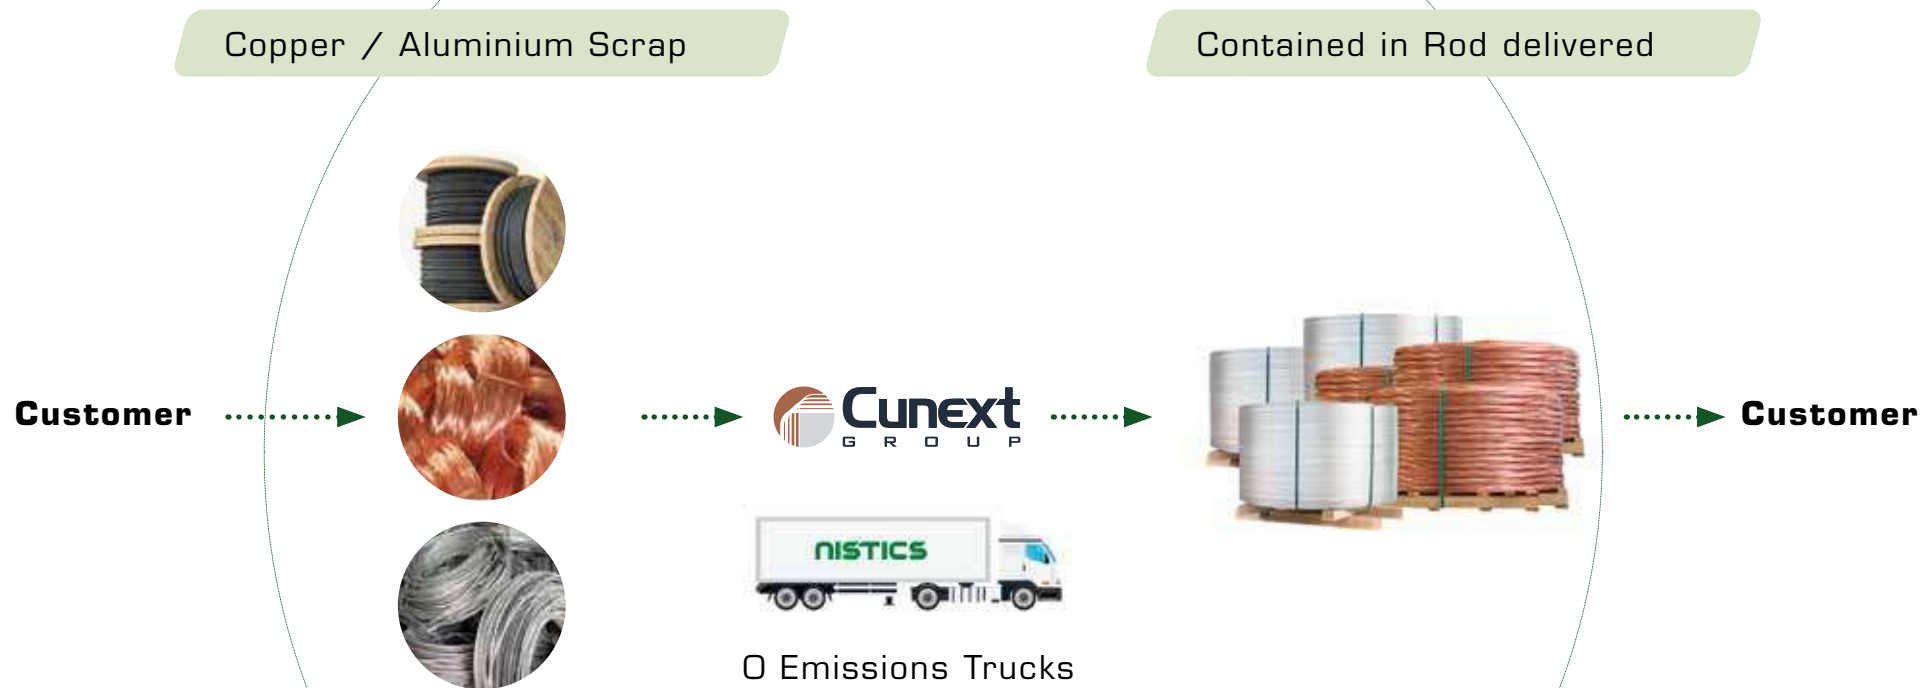 Copper / Aluminium Scrap
Contained in Rod delivered
Customer
Cunext
GROUP
Customer
NISTICS
0 Emissions Trucks